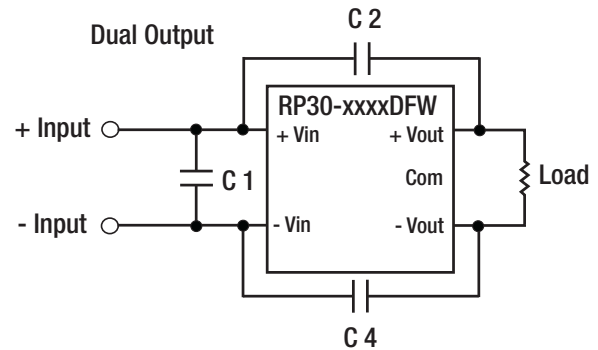 Dual Output
C 2
RP30-xxxxDFW
+ Input
+ Vin
+ Vout
C 1
Com
Load
- Input
- Vin
- Vout
C 4